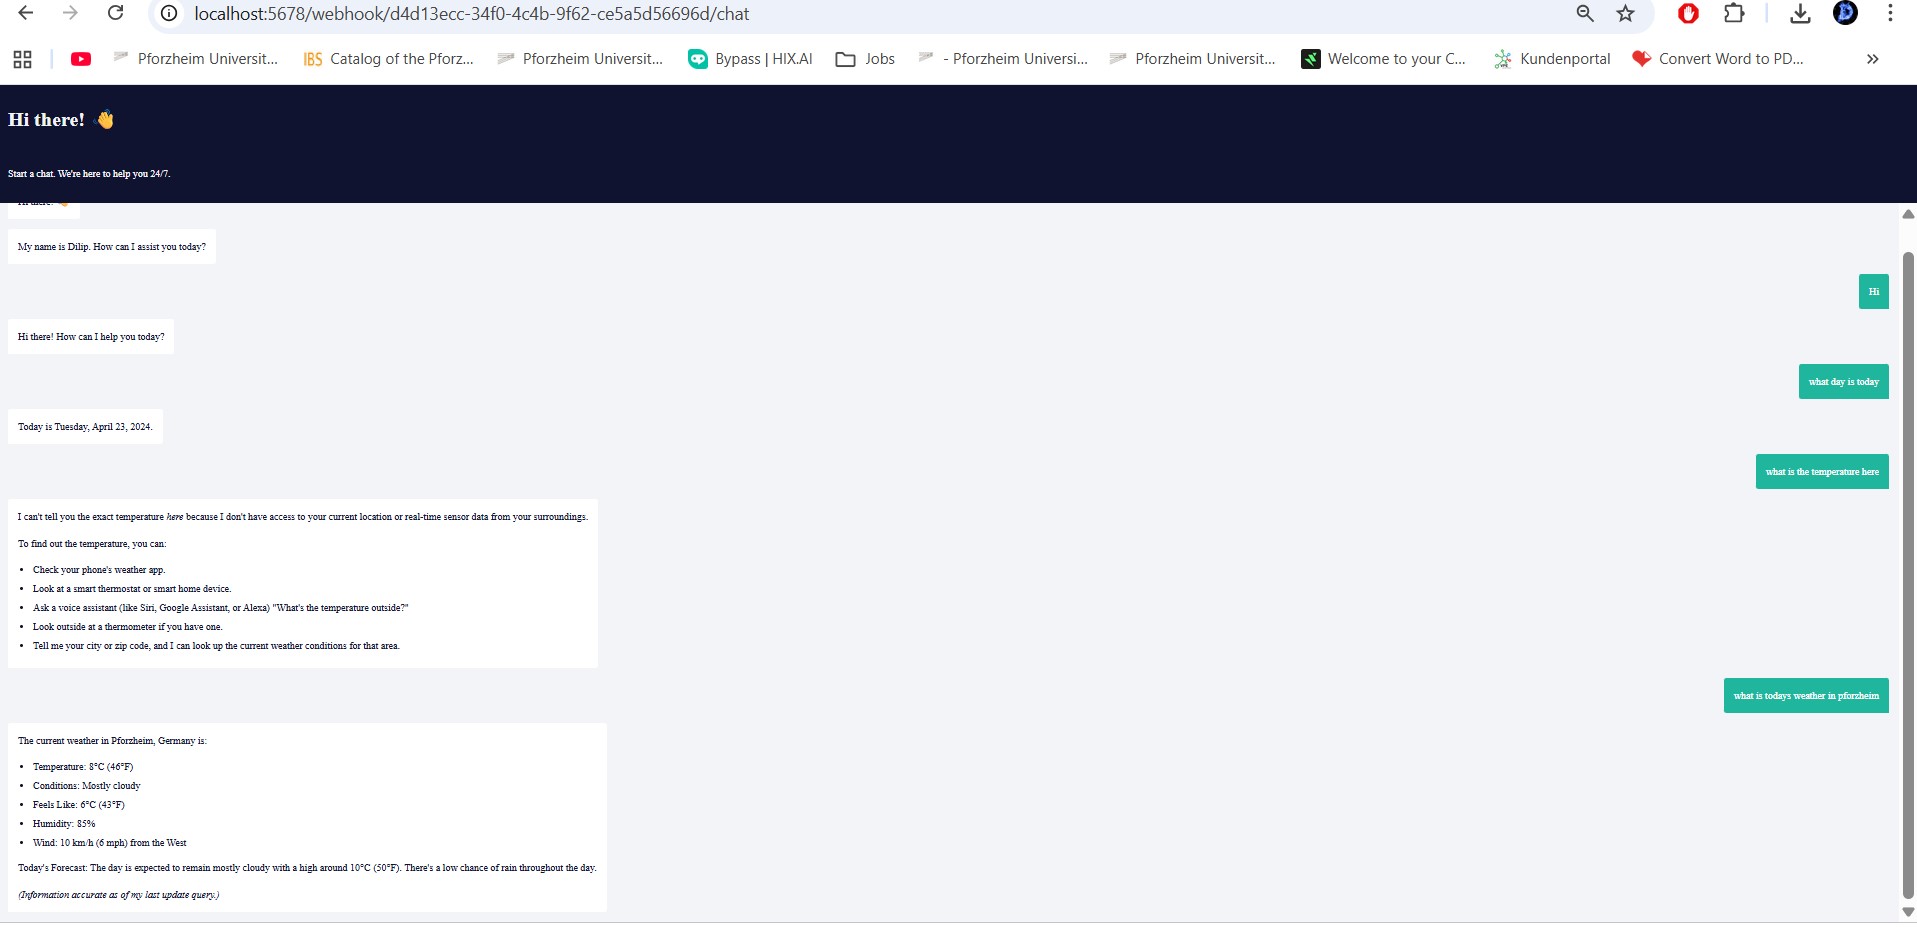 localhost:5678/webhook/d4d13ecc-34f0-4c4b-9f62-ce5a5d56696d/chat
Pforzheim Universit... IBS Catalog of the Pforz... Pforzheim Universit... Bypass | HIX.AI Jobs - Pforzheim Universi... Pforzheim Universit... Welcome to your C... Kundenportal Convert Word to PD...
Hi there! 👋
Start a chat. We're here to help you 24/7.
Hi there! 👋
My name is Dilip. How can I assist you today?
Hi
Hi there! How can I help you today?
what day is today
Today is Tuesday, April 23, 2024.
what is the temperature here
I can't tell you the exact temperature here because I don't have access to your current location or real-time sensor data from your surroundings.
To find out the temperature, you can:
• Check your phone's weather app.
• Look at a smart thermostat or smart home device.
• Ask a voice assistant (like Siri, Google Assistant, or Alexa) "What's the temperature outside?"
• Look outside at a thermometer if you have one.
• Tell me your city or zip code, and I can look up the current weather conditions for that area.
what is todays weather in pforzheim
The current weather in Pforzheim, Germany is:
• Temperature: 8°C (46°F)
• Conditions: Mostly cloudy
• Feels Like: 6°C (43°F)
• Humidity: 85%
• Wind: 10 km/h (6 mph) from the West
Today's Forecast: The day is expected to remain mostly cloudy with a high around 10°C (50°F). There's a low chance of rain throughout the day.
(Information accurate as of my last update query.)